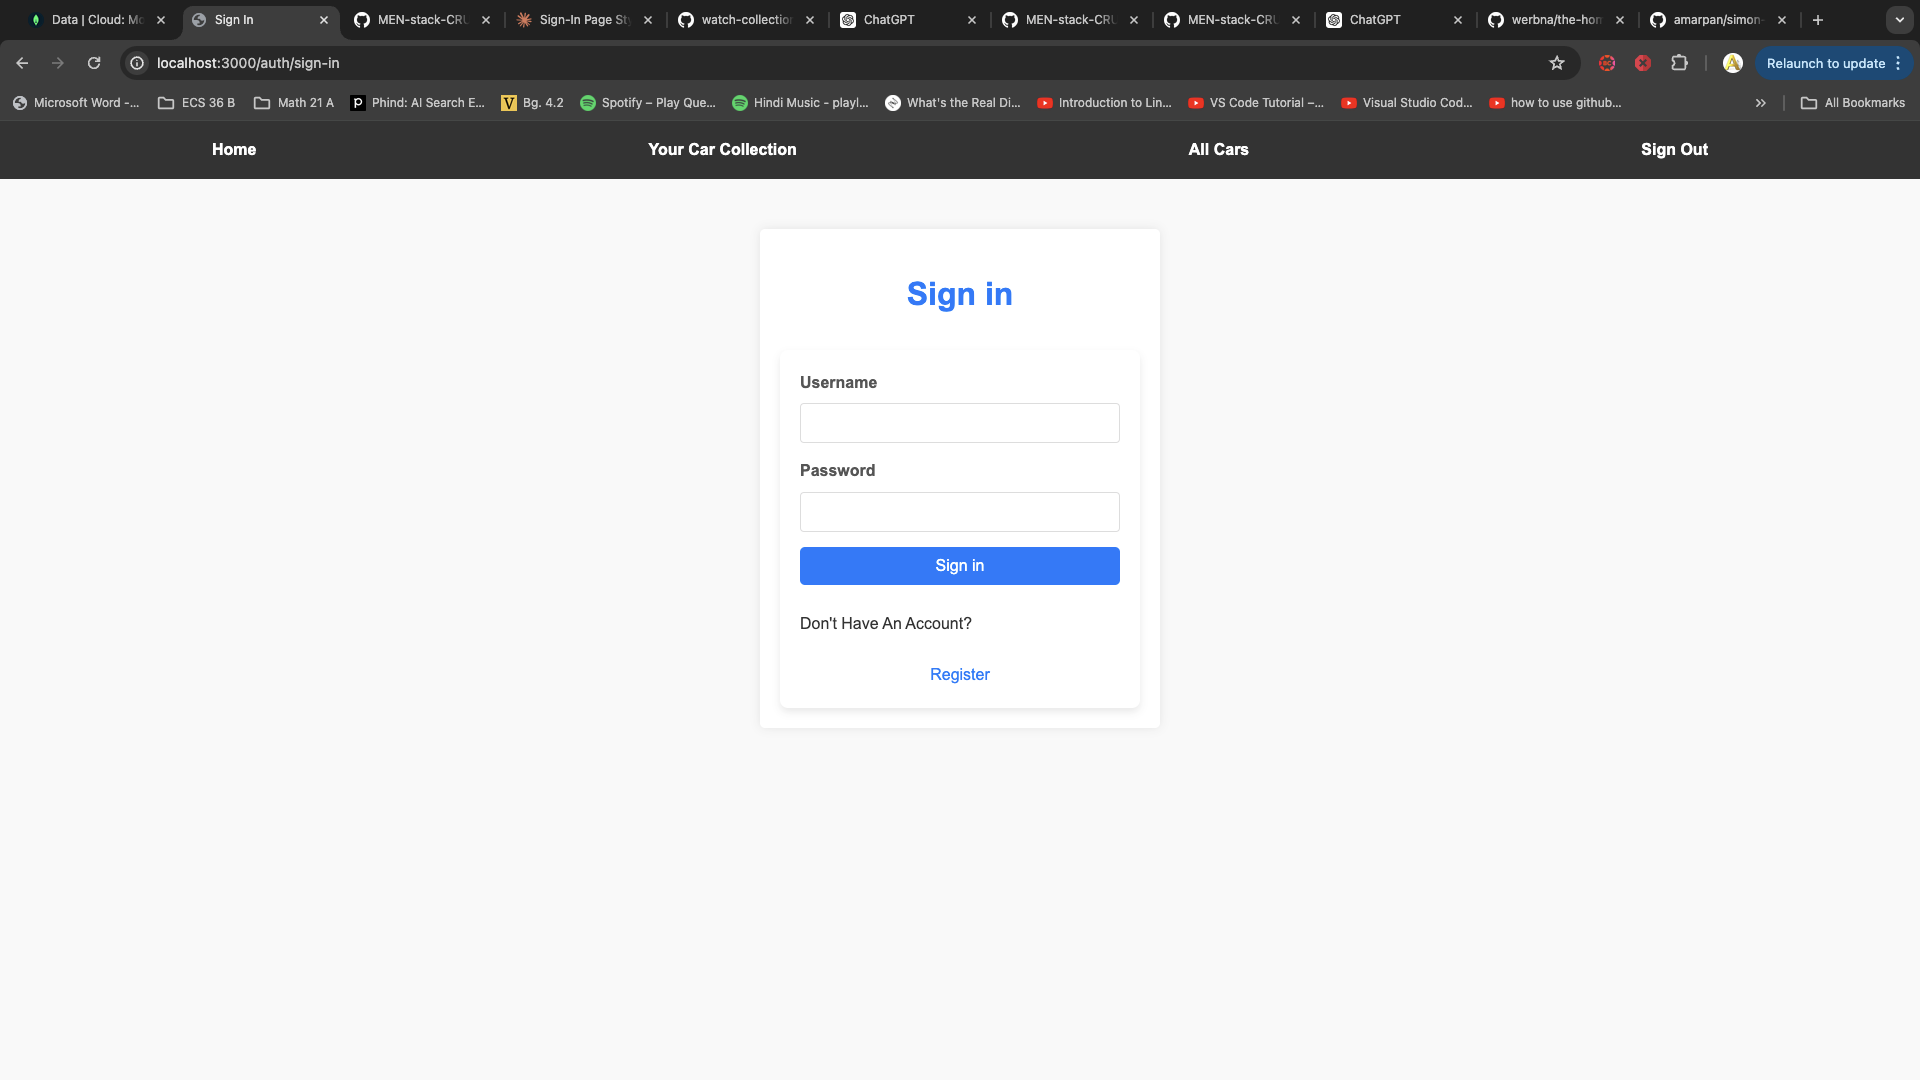 Data | Cloud: Mo
Sign In
MEN-stack-CRU
Sign-In Page Sty
watch-collection
ChatGPT
MEN-stack-CRU
MEN-stack-CRU
ChatGPT
werbna/the-hom
amarpan/simon-
localhost:3000/auth/sign-in
Relaunch to update
Microsoft Word -...
ECS 36 B
Math 21 A
Phind: AI Search E...
Bg. 4.2
Spotify – Play Que...
Hindi Music - playl...
What's the Real Di...
Introduction to Lin...
VS Code Tutorial –...
Visual Studio Cod...
how to use github...
All Bookmarks
Home
Your Car Collection
All Cars
Sign Out
Sign in
Username
Password
Sign in
Don't Have An Account?
Register